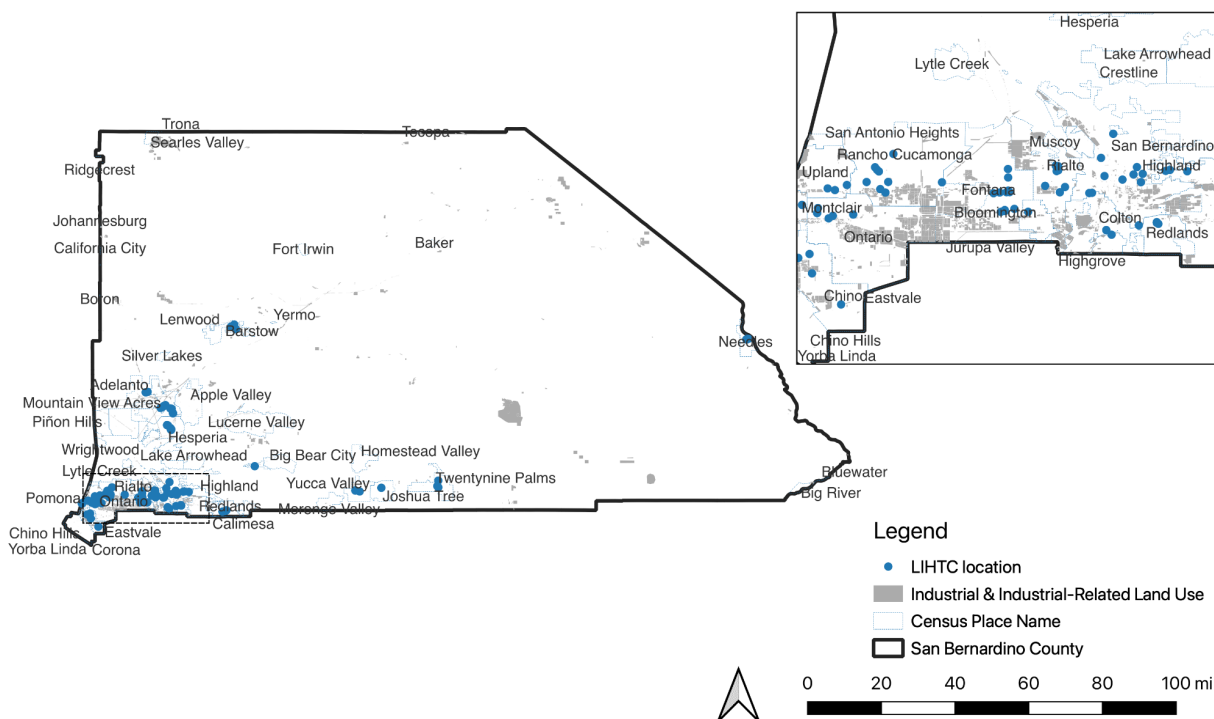 Hesperia
Lake Arrowhead
Lytle Creek
Crestline
San Antonio Heights
Muscoy
San Bernardino
Rancho Cucamonga
Upland
Rialto
Highland
Fontana
Montclair
Bloomington
Colton
Ontario
Redlands
Jurupa Valley
Highgrove
Chino
Eastvale
Chino Hills
Yorba Linda
Trona
Tecopa
Searles Valley
Ridgecrest
Johannesburg
California City
Fort Irwin
Baker
Boron
Lenwood
Yermo
Barstow
Needles
Silver Lakes
Adelanto
Apple Valley
Mountain View Acres
Piñon Hills
Lucerne Valley
Hesperia
Wrightwood
Lake Arrowhead
Big Bear City
Homestead Valley
Lytle Creek
Bluewater
Rialto
Highland
Yucca Valley
Twentynine Palms
Big River
Pomona
Ontario
Redlands
Morongo Valley
Joshua Tree
Calimesa
Chino Hills
Eastvale
Yorba Linda
Corona
Legend
LIHTC location
Industrial & Industrial-Related Land Use
Census Place Name
San Bernardino County
0 20 40 60 80 100 mi